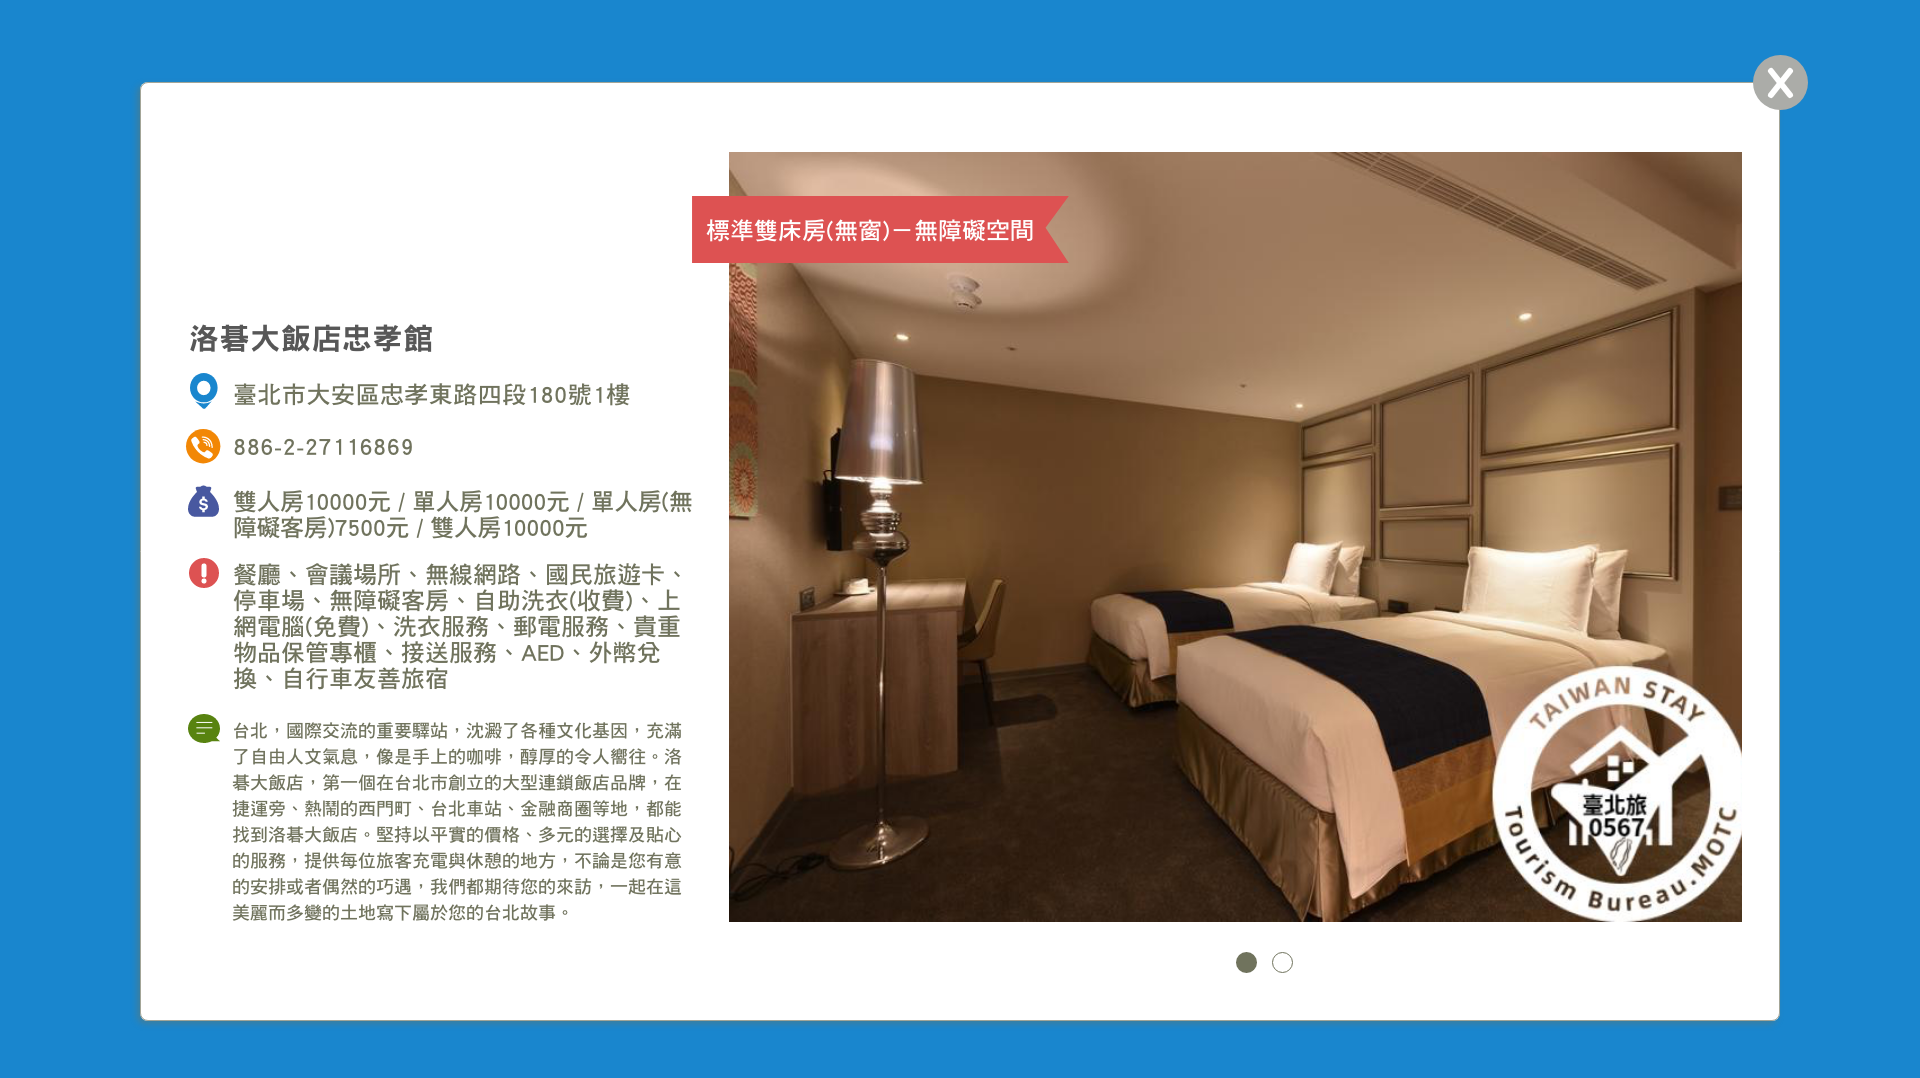 X
標準雙床房(無窗)－無障礙空間
洛碁大飯店忠孝館
臺北市大安區忠孝東路四段180號1樓
886-2-27116869
雙人房10000元 / 單人房10000元 / 單人房(無
障礙客房)7500元 / 雙人房10000元
餐廳、會議場所、無線網路、國民旅遊卡、
停車場、無障礙客房、自助洗衣(收費)、上
網電腦(免費)、洗衣服務、郵電服務、貴重
物品保管專櫃、接送服務、AED、外幣兌
換、自行車友善旅宿
台北，國際交流的重要驛站，沈澱了各種文化基因，充滿
了自由人文氣息，像是手上的咖啡，醇厚的令人嚮往。洛
碁大飯店，第一個在台北市創立的大型連鎖飯店品牌，在
捷運旁、熱鬧的西門町、台北車站、金融商圈等地，都能
找到洛碁大飯店。堅持以平實的價格、多元的選擇及貼心
的服務，提供每位旅客充電與休憩的地方，不論是您有意
的安排或者偶然的巧遇，我們都期待您的來訪，一起在這
美麗而多變的土地寫下屬於您的台北故事。
TAIWAN STAY
臺北旅
0567
Tourism Bureau.MOTC